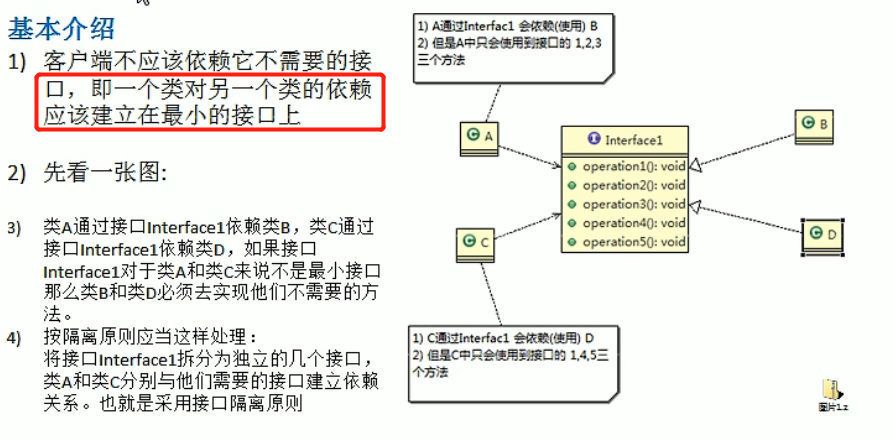 基本介绍
1) 客户端不应该依赖它不需要的接
口，即一个类对另一个类的依赖
应该建立在最小的接口上
2) 先看一张图:
3) 类A通过接口Interface1依赖类B，类C通过
接口Interface1依赖类D，如果接口
Interface1对于类A和类C来说不是最小接口
那么类B和类D必须去实现他们不需要的方
法。
4) 按隔离原则应当这样处理：
将接口Interface1拆分为独立的几个接口，
类A和类C分别与他们需要的接口建立依赖
关系。也就是采用接口隔离原则
1) A通过Interfac1 会依赖(使用) B
2) 但是A中只会使用到接口的 1,2,3
三个方法
C A
I Interface1
operation1(): void
operation2(): void
operation3(): void
operation4(): void
operation5(): void
C B
C C
C D
1) C通过Interfac1 会依赖(使用) D
2) 但是C中只会使用到接口的 1,4,5三
个方法
图片1.z